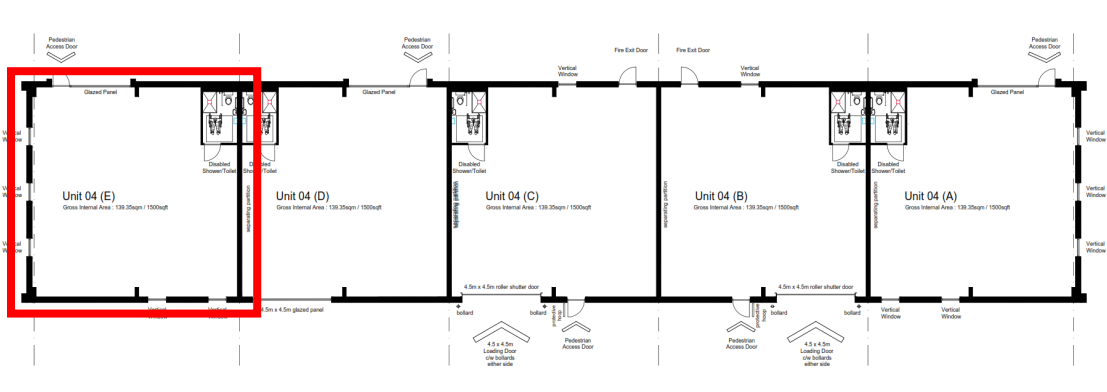 Pedestrian
Access Door
Pedestrian
Access Door
Fire Exit Door
Fire Exit Door
Pedestrian
Access Door
Vertical
Window
Vertical
Window
Glazed Panel
Glazed Panel
Glazed Panel
Vertical
Window
Vertical
Window
Disabled
Shower/Toilet
Disabled
Shower/Toilet
Disabled
Shower/Toilet
Disabled
Shower/Toilet
Disabled
Shower/Toilet
Vertical
Window
Vertical
Window
Unit 04 (E)
Gross Internal Area : 139.35sqm / 1500sqft
separating partition
Unit 04 (D)
Gross Internal Area : 139.35sqm / 1500sqft
separating partition
Unit 04 (C)
Gross Internal Area : 139.35sqm / 1500sqft
separating partition
Unit 04 (B)
Gross Internal Area : 139.35sqm / 1500sqft
separating partition
Unit 04 (A)
Gross Internal Area : 139.35sqm / 1500sqft
Vertical
Window
Vertical
Window
4.5m x 4.5m roller shutter door
4.5m x 4.5m roller shutter door
Vertical
Window
Vertical
Window
4.5m x 4.5m glazed panel
bollard
bollard
protective
hoop
protective
hoop
bollard
bollard
Vertical
Window
Vertical
Window
4.5 x 4.5m
Loading Door
c/w bollards
either side
Pedestrian
Access Door
Pedestrian
Access Door
4.5 x 4.5m
Loading Door
c/w bollards
either side